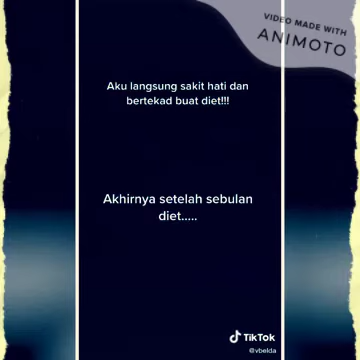 VIDEO MADE WITH
ANIMOTO
Aku langsung sakit hati dan
bertekad buat diet!!!
Akhirnya setelah sebulan
diet.....
TikTok
@vbelda